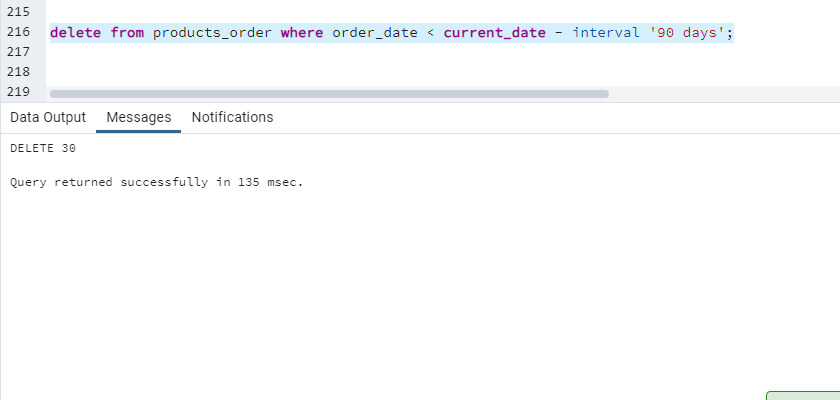 215
216 delete from products_order where order_date < current_date - interval '90 days';
217
218
219
Data Output Messages Notifications
DELETE 30
Query returned successfully in 135 msec.